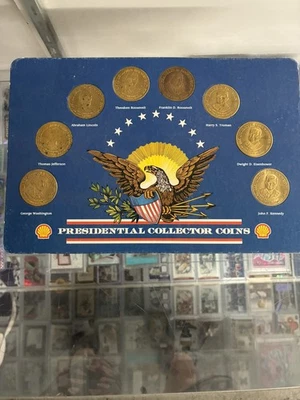 Theodore Roosevelt
Franklin D. Roosevelt
Abraham Lincoln
Harry S. Truman
Thomas Jefferson
Dwight D. Eisenhower
George Washington
John F. Kennedy
PRESIDENTIAL COLLECTOR COINS